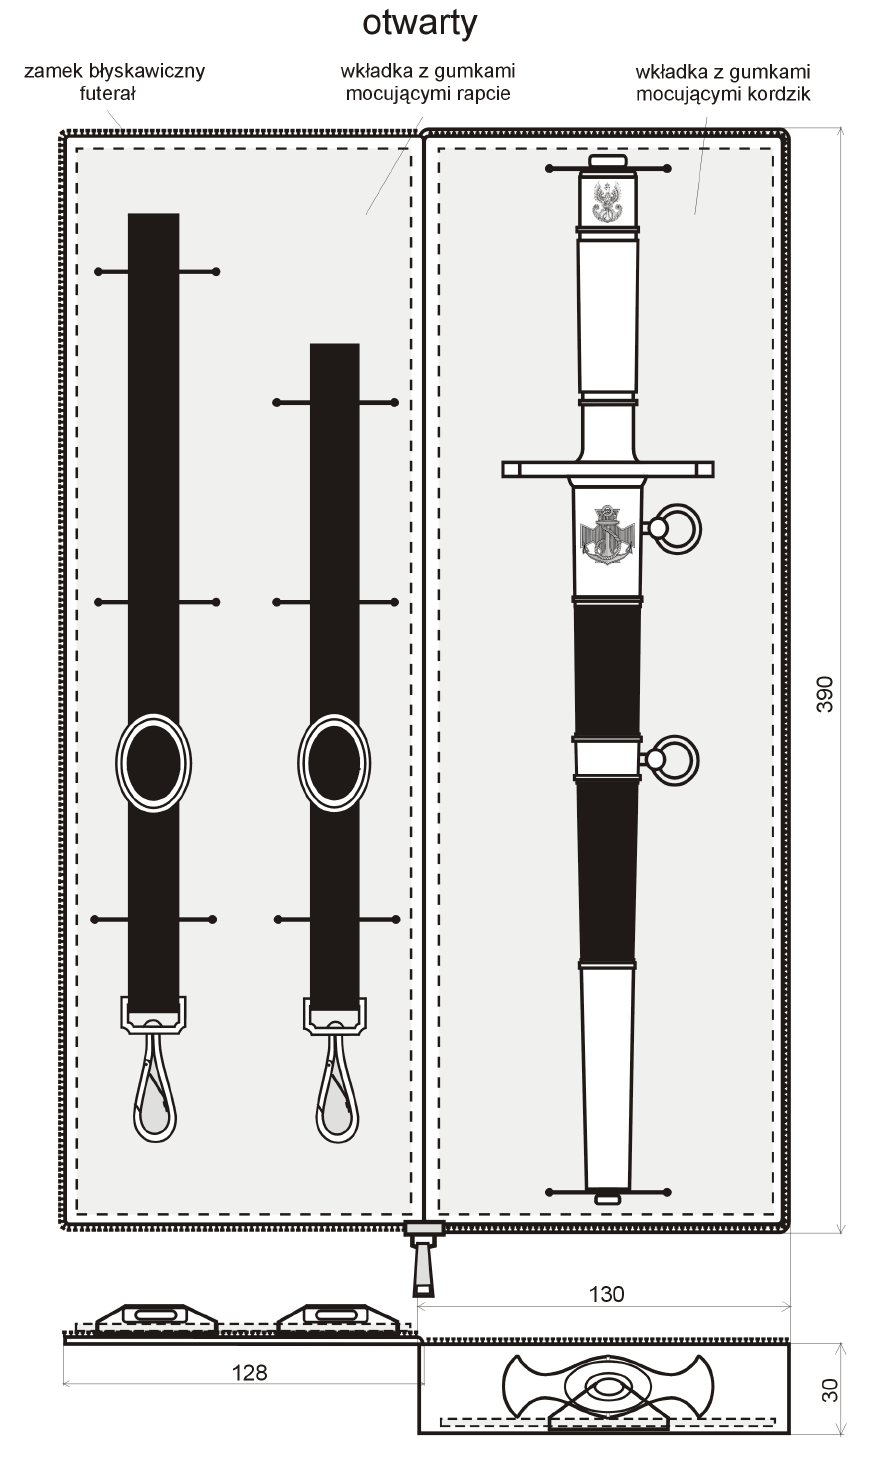 otwarty
zamek błyskawiczny
futerał
wkładka z gumkami
mocującymi rapcie
wkładka z gumkami
mocującymi kordzik
390
130
128
30